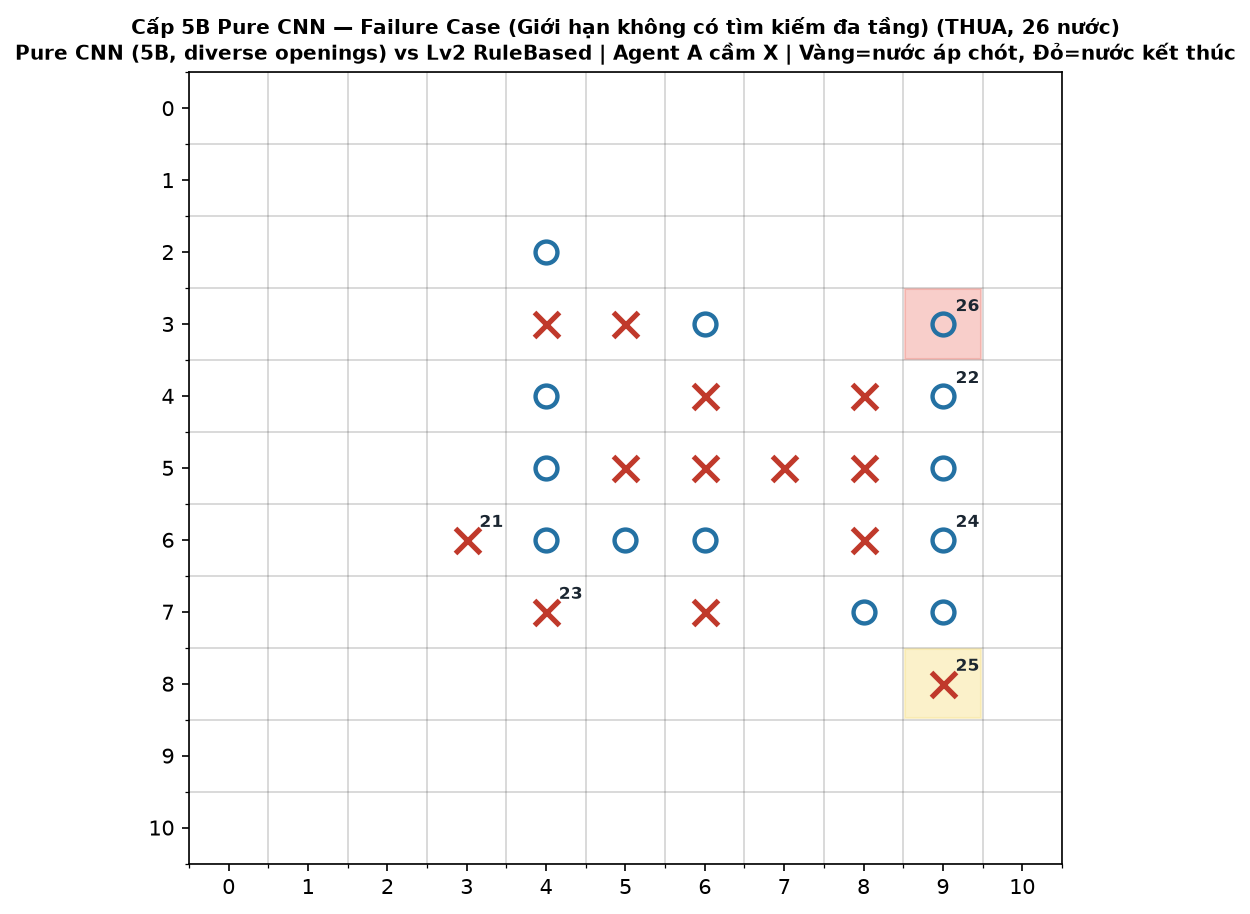 Cấp 5B Pure CNN — Failure Case (Giới hạn không có tìm kiếm đa tầng) (THUA, 26 nước)
Pure CNN (5B, diverse openings) vs Lv2 RuleBased | Agent A cầm X | Vàng=nước áp chót, Đỏ=nước kết thúc
0
1
2
3 26
4 22
5
6 21 24
7 23
8 25
9
10
0 1 2 3 4 5 6 7 8 9 10